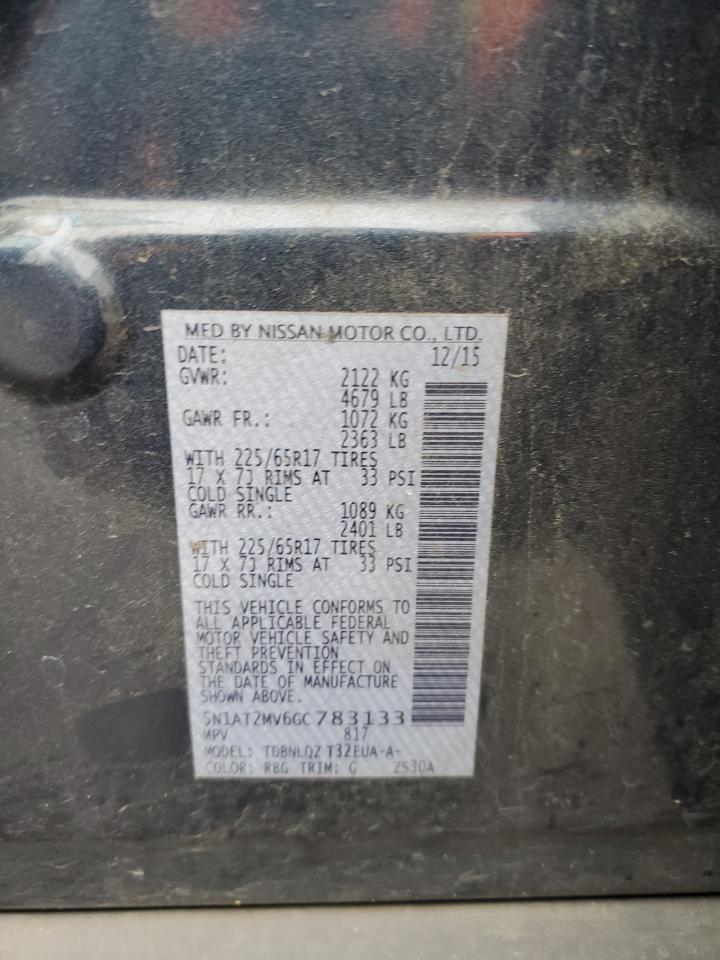 MFD BY NISSAN MOTOR CO., LTD.
DATE: 12/15
GVWR: 2122 KG
4679 LB
GAWR FR.: 1072 KG
2363 LB
WITH 225/65R17 TIRES
17 X 7J RIMS AT 33 PSI
COLD SINGLE
GAWR RR.: 1089 KG
2401 LB
WITH 225/65R17 TIRES
17 X 7J RIMS AT 33 PSI
COLD SINGLE
THIS VEHICLE CONFORMS TO
ALL APPLICABLE FEDERAL
MOTOR VEHICLE SAFETY AND
THEFT PREVENTION
STANDARDS IN EFFECT ON
THE DATE OF MANUFACTURE
SHOWN ABOVE.
5N1AT2MV6GC783133
MPV 817
MODEL: TDBNLQZ T32EUA-A-
COLOR: RBG TRIM: G ZS30A